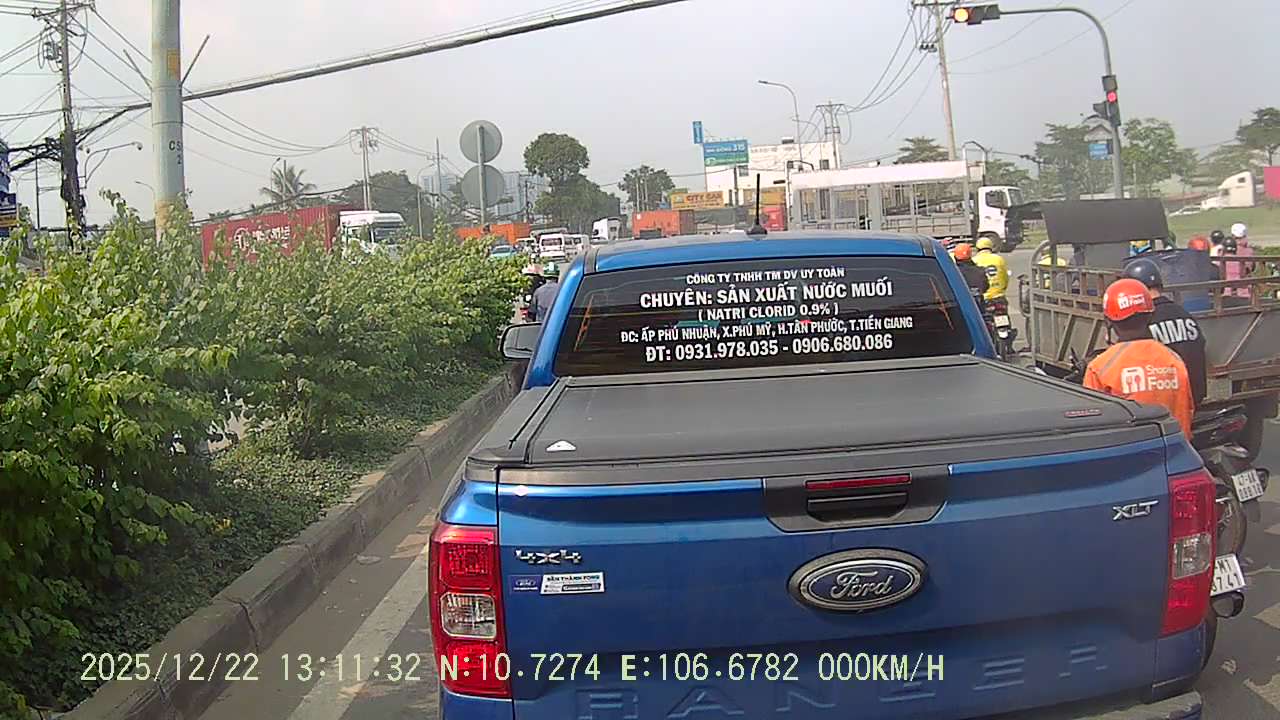 CÔNG TY TNHH TM DV UY TOÀN
CHUYÊN: SẢN XUẤT NƯỚC MUỐI
( NATRI CLORID 0.9% )
ĐC: ẤP PHÚ NHUẬN, X.PHÚ MỸ, H.TÂN PHƯỚC, T.TIỀN GIANG
ĐT: 0931.978.035 - 0906.680.086
NMS
Shopee
Food
XLT
4x4
Ford
RANGER
2025/12/22 13:11:32 N:10.7274 E:106.6782 000KM/H